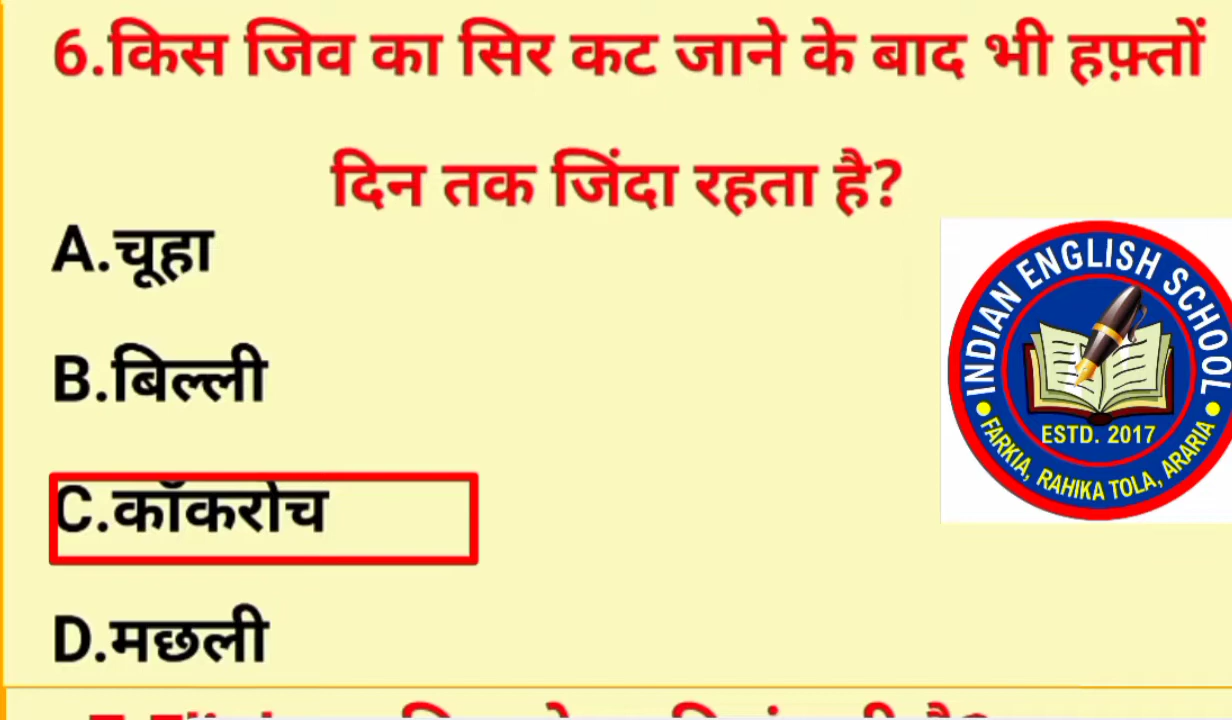 6.किस जिव का सिर कट जाने के बाद भी हफ़्तों
दिन तक जिंदा रहता है?
A.चूहा
B.बिल्ली
C.कॉकरोच
D.मछली
INDIAN ENGLISH SCHOOL
ESTD. 2017
FARKIA, RAHIKA TOLA, ARARIA